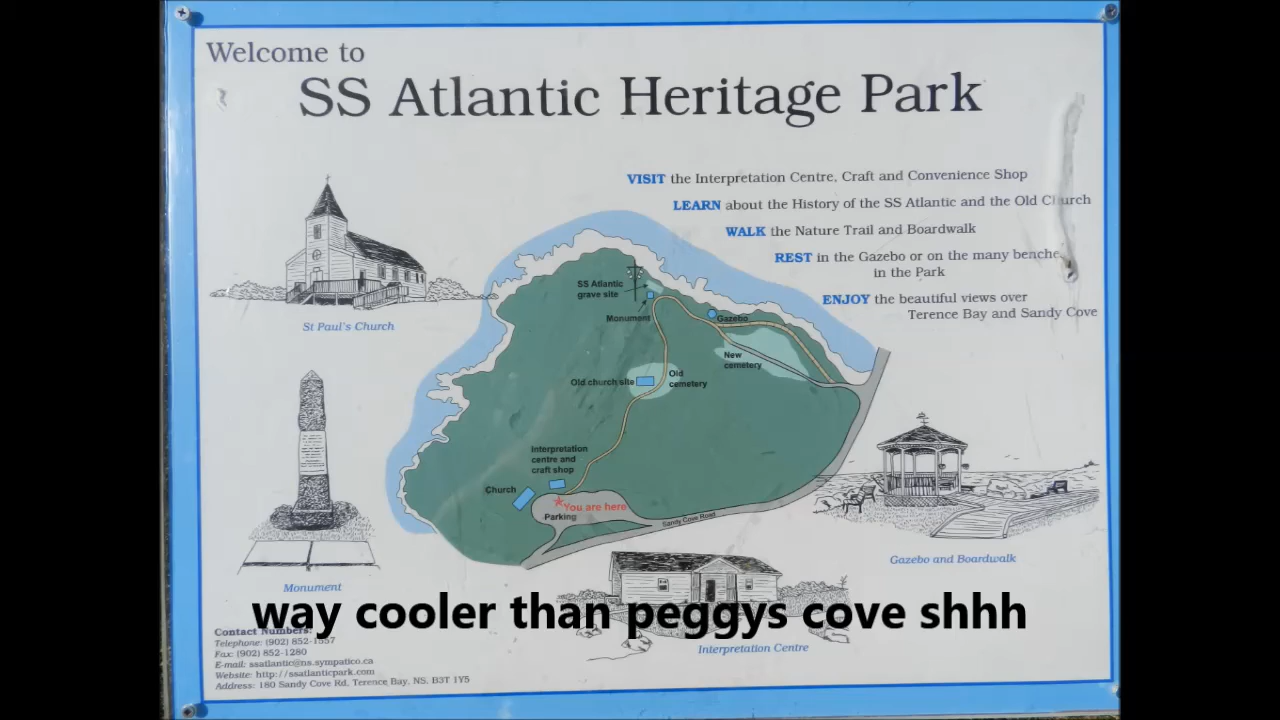 Welcome to
SS Atlantic Heritage Park
VISIT the Interpretation Centre, Craft and Convenience Shop
LEARN about the History of the SS Atlantic and the Old Church
WALK the Nature Trail and Boardwalk
REST in the Gazebo or on the many benche
in the Park
ENJOY the beautiful views over
Terence Bay and Sandy Cove
St Paul's Church
SS Atlantic
grave site
Monument
Gazebo
New
cemetery
Old church site
Old
cemetery
Interpretation
centre and
craft shop
Church
You are here
Parking
Sandy Cove Road
Monument
Gazebo and Boardwalk
Interpretation Centre
way cooler than peggys cove shhh
Contact Numbers:
Telephone: (902) 852-1557
Fax: (902) 852-1280
E-mail: ssatlantic@ns.sympatico.ca
Website: http://ssatlanticpark.com
Address: 180 Sandy Cove Rd, Terence Bay, NS, B3T 1Y5